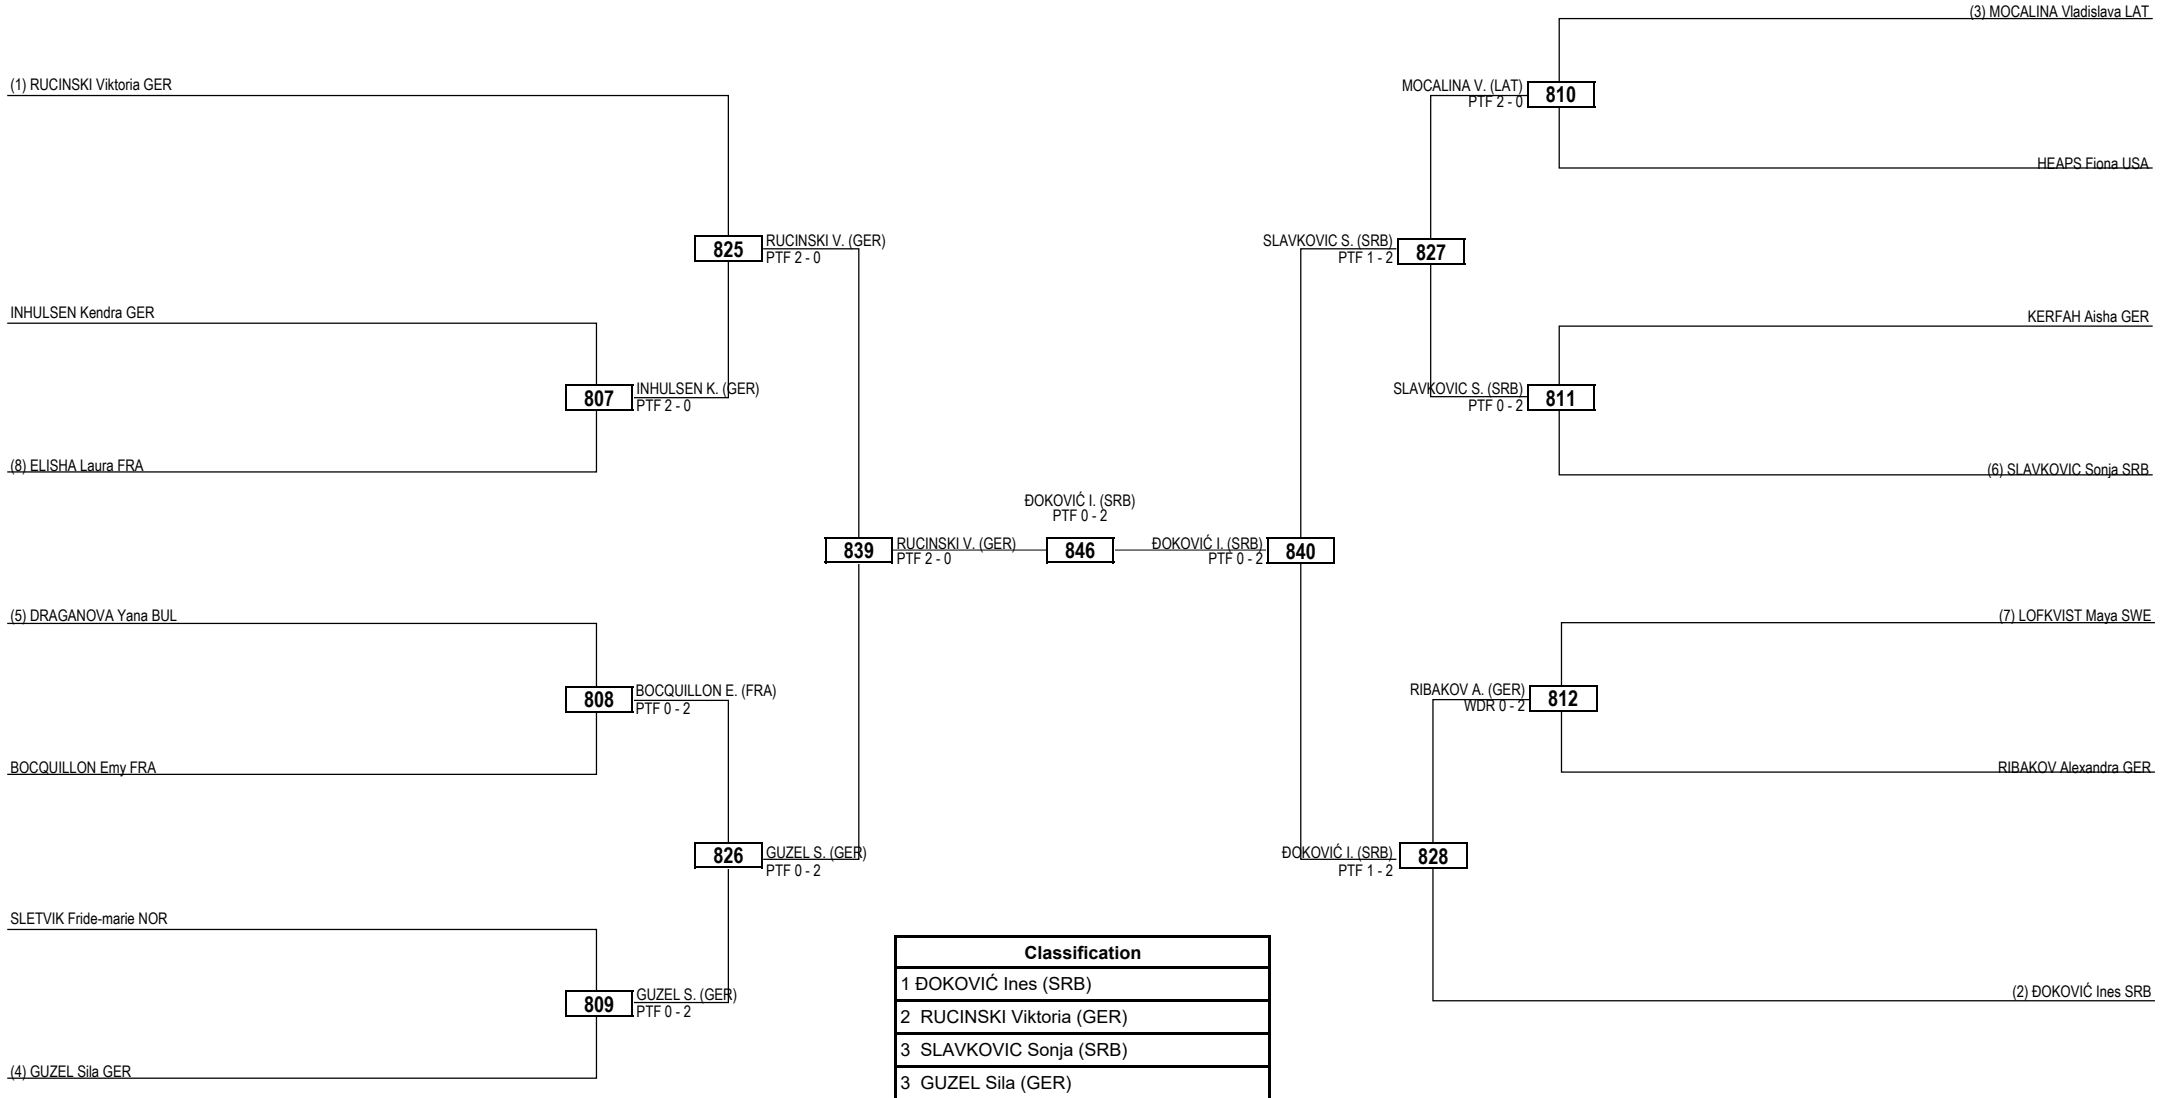 (3) MOCALINA Vladislava LAT
(1) RUCINSKI Viktoria GER
MOCALINA V. (LAT)
PTF 2 - 0
810
HEAPS Fiona USA
825
RUCINSKI V. (GER)
PTF 2 - 0
SLAVKOVIC S. (SRB)
PTF 1 - 2
827
INHULSEN Kendra GER
KERFAH Aisha GER
807
INHULSEN K. (GER)
PTF 2 - 0
SLAVKOVIC S. (SRB)
PTF 0 - 2
811
(8) ELISHA Laura FRA
(6) SLAVKOVIC Sonja SRB
ĐOKOVIĆ I. (SRB)
PTF 0 - 2
839
RUCINSKI V. (GER)
PTF 2 - 0
846
ĐOKOVIĆ I. (SRB)
PTF 0 - 2
840
(5) DRAGANOVA Yana BUL
(7) LOFKVIST Maya SWE
808
BOCQUILLON E. (FRA)
PTF 0 - 2
RIBAKOV A. (GER)
WDR 0 - 2
812
BOCQUILLON Emy FRA
RIBAKOV Alexandra GER
826
GUZEL S. (GER)
PTF 0 - 2
ĐOKOVIĆ I. (SRB)
PTF 1 - 2
828
SLETVIK Fride-marie NOR
809
GUZEL S. (GER)
PTF 0 - 2
(2) ĐOKOVIĆ Ines SRB
(4) GUZEL Sila GER
Classification
1 ĐOKOVIĆ Ines (SRB)
2 RUCINSKI Viktoria (GER)
3 SLAVKOVIC Sonja (SRB)
3 GUZEL Sila (GER)